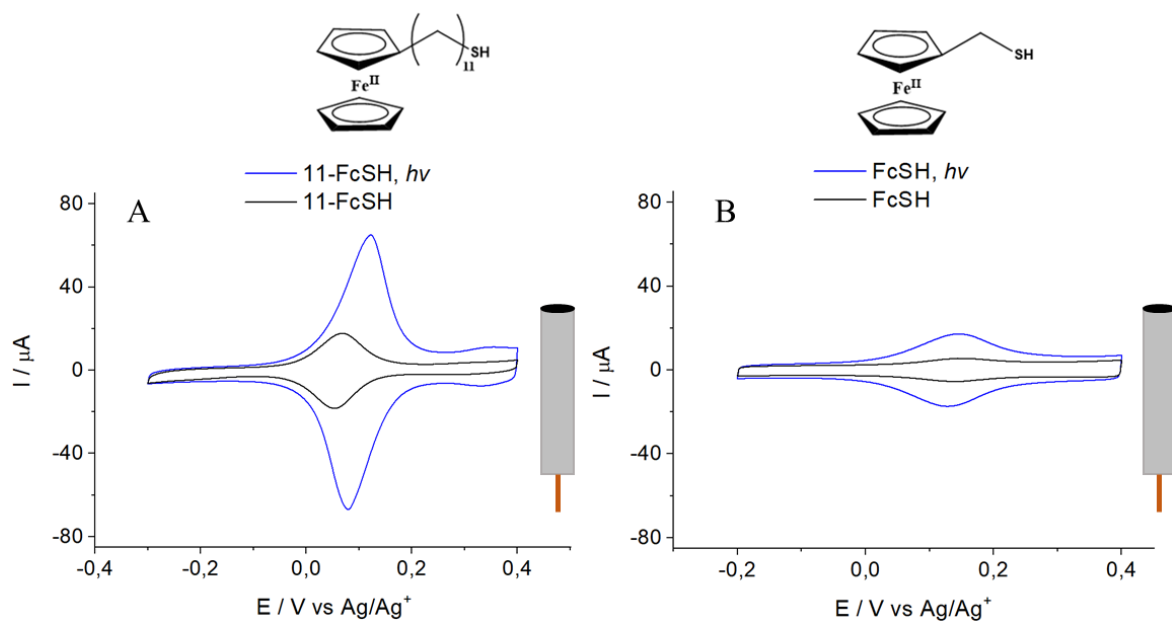 SH
11
Fe^II
SH
Fe^II
11-FcSH, hν
11-FcSH
FcSH, hν
FcSH
A
B
80
40
0
-40
-80
I / μA
-0,4
-0,2
0,0
0,2
0,4
E / V vs Ag/Ag⁺
80
40
0
-40
-80
I / μA
-0,2
0,0
0,2
0,4
E / V vs Ag/Ag⁺